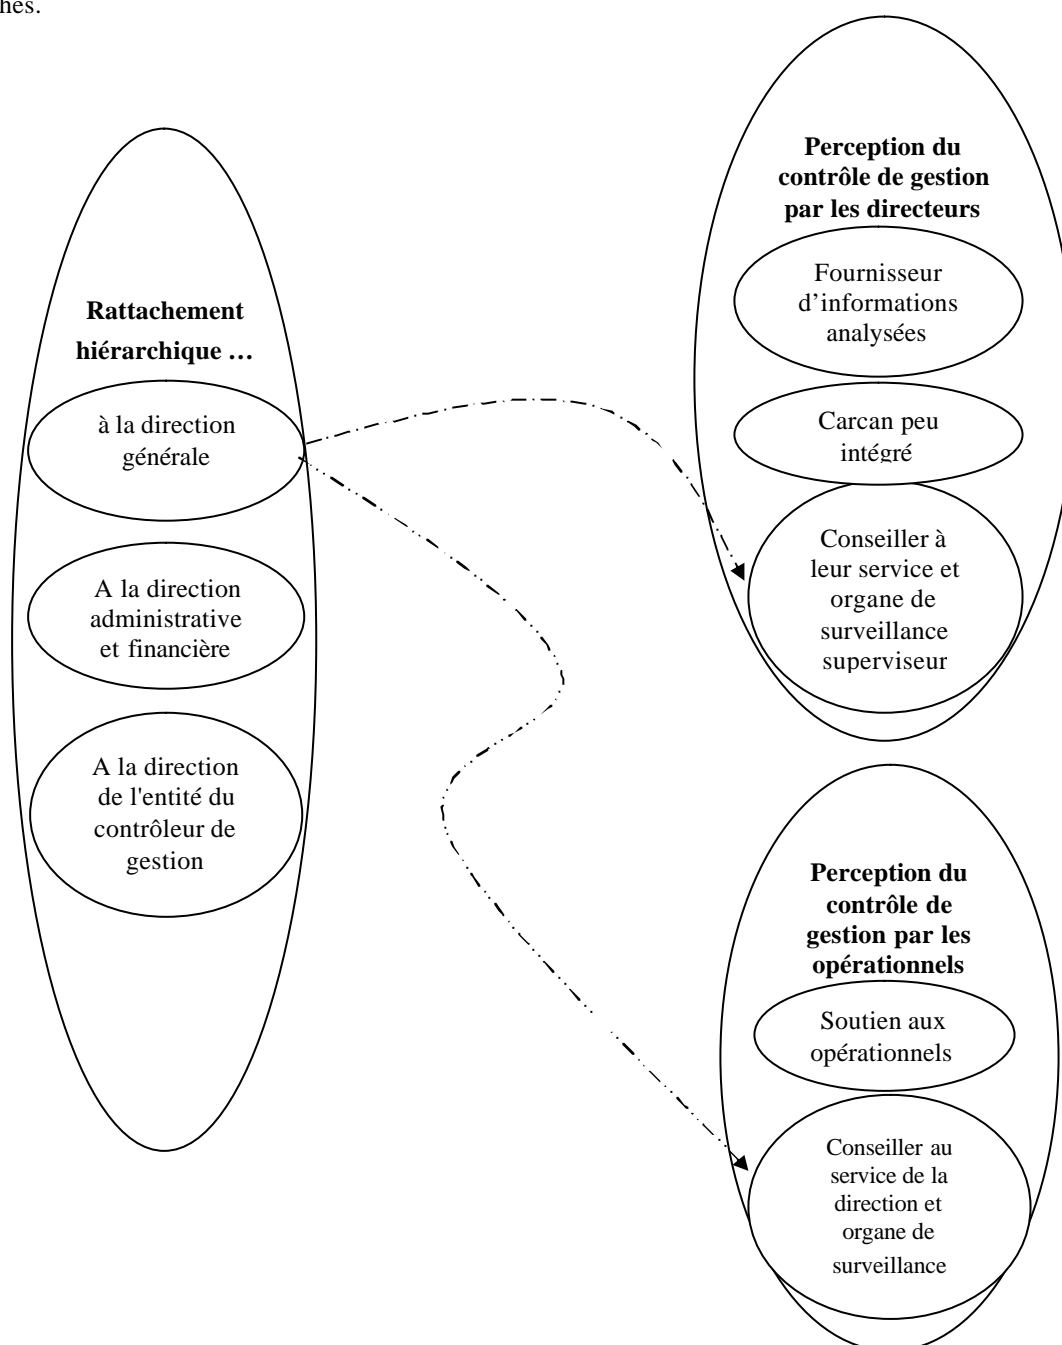 hés.
Rattachement
hiérarchique …
à la direction
générale
A la direction
administrative
et financière
A la direction
de l'entité du
contrôleur de
gestion
Perception du
contrôle de gestion
par les directeurs
Fournisseur
d’informations
analysées
Carcan peu
intégré
Conseiller à
leur service et
organe de
surveillance
superviseur
Perception du
contrôle de
gestion par les
opérationnels
Soutien aux
opérationnels
Conseiller au
service de la
direction et
organe de
surveillance